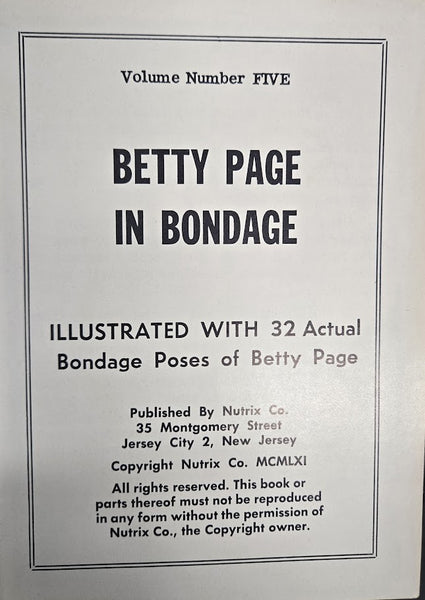 Volume Number FIVE
BETTY PAGE
IN BONDAGE
ILLUSTRATED WITH 32 Actual
Bondage Poses of Betty Page
Published By Nutrix Co.
35 Montgomery Street
Jersey City 2, New Jersey
Copyright Nutrix Co. MCMLXI
All rights reserved. This book or
parts thereof must not be reproduced
in any form without the permission of
Nutrix Co., the Copyright owner.